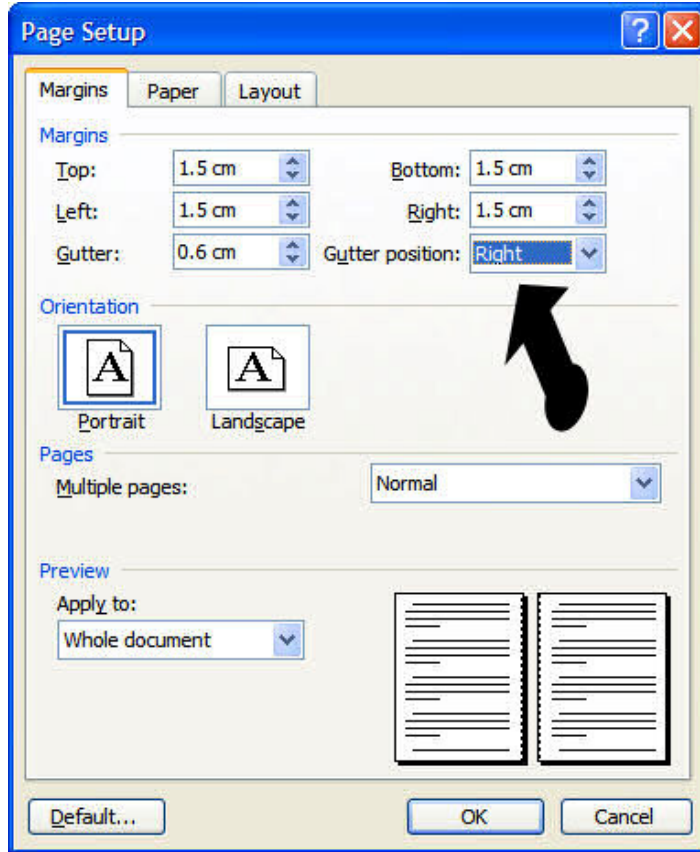 Page Setup
Margins Paper Layout
Margins
Top: 1.5 cm Bottom: 1.5 cm
Left: 1.5 cm Right: 1.5 cm
Gutter: 0.6 cm Gutter position: Right
Orientation
A A
Portrait Landscape
Pages
Multiple pages: Normal
Preview
Apply to:
Whole document
Default... OK Cancel